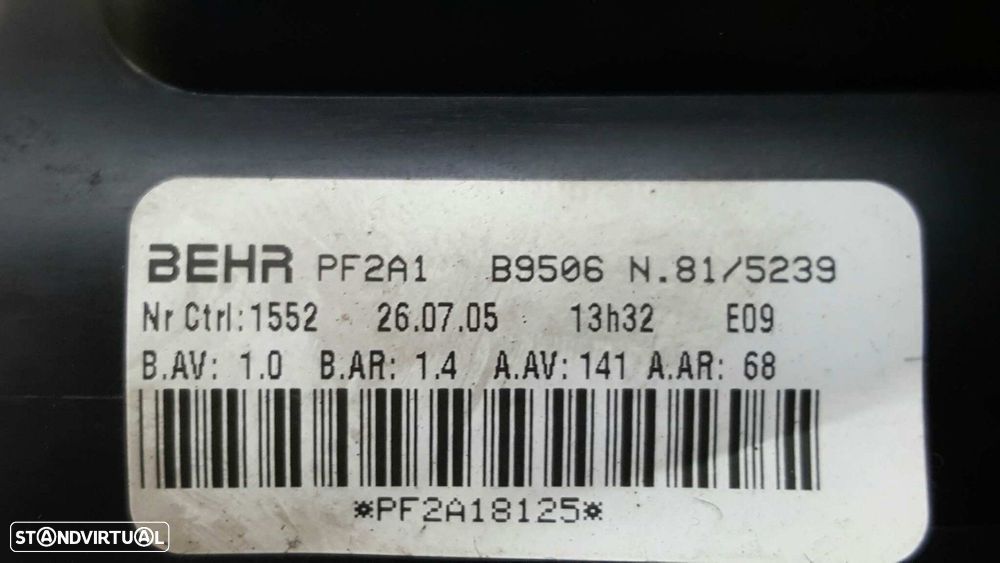 BEHR PF2A1 B9506 N.81/5239
Nr Ctrl:1552 26.07.05 13h32 E09
B.AV: 1.0 B.AR: 1.4 A.AV: 141 A.AR: 68
*PF2A18125*
STANDVIRTUAL